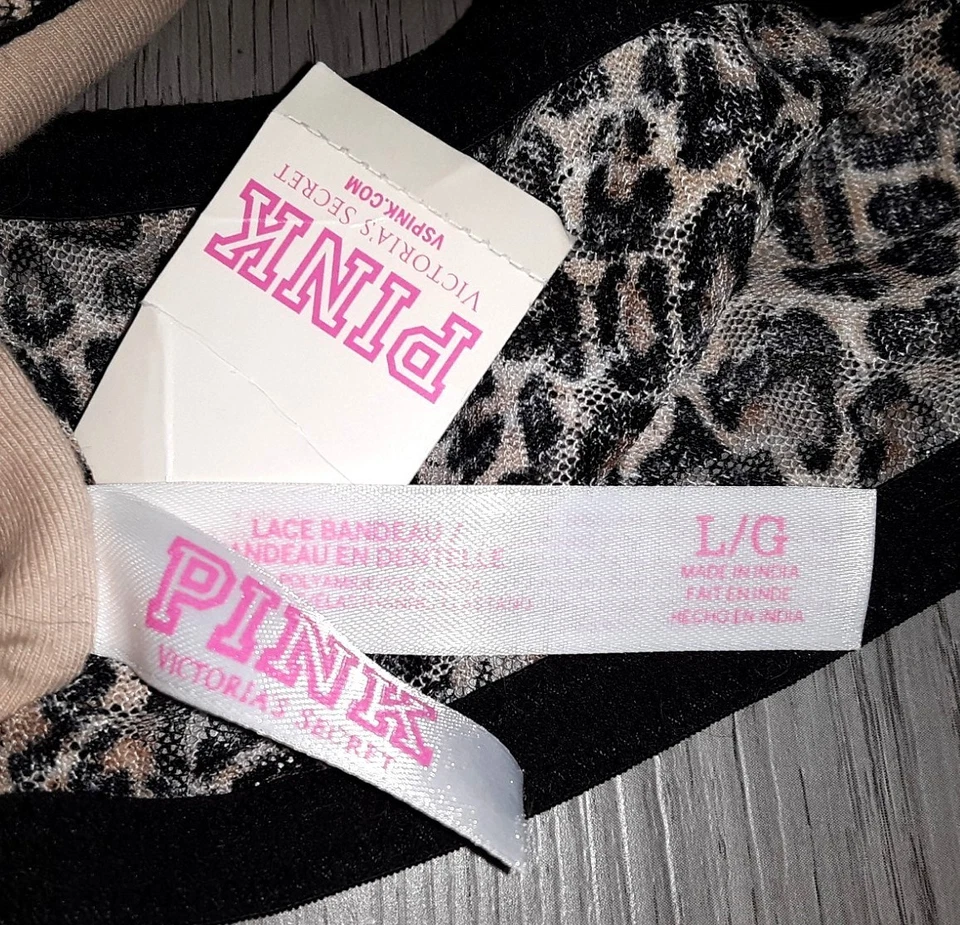 PINK
VICTORIA'S SECRET
VSPINK.COM
LACE BANDEAU /
ANDEAU EN DENTELLE
L/G
MADE IN INDIA
FAIT EN INDE
HECHO EN INDIA
PINK
VICTORIA'S SECRET